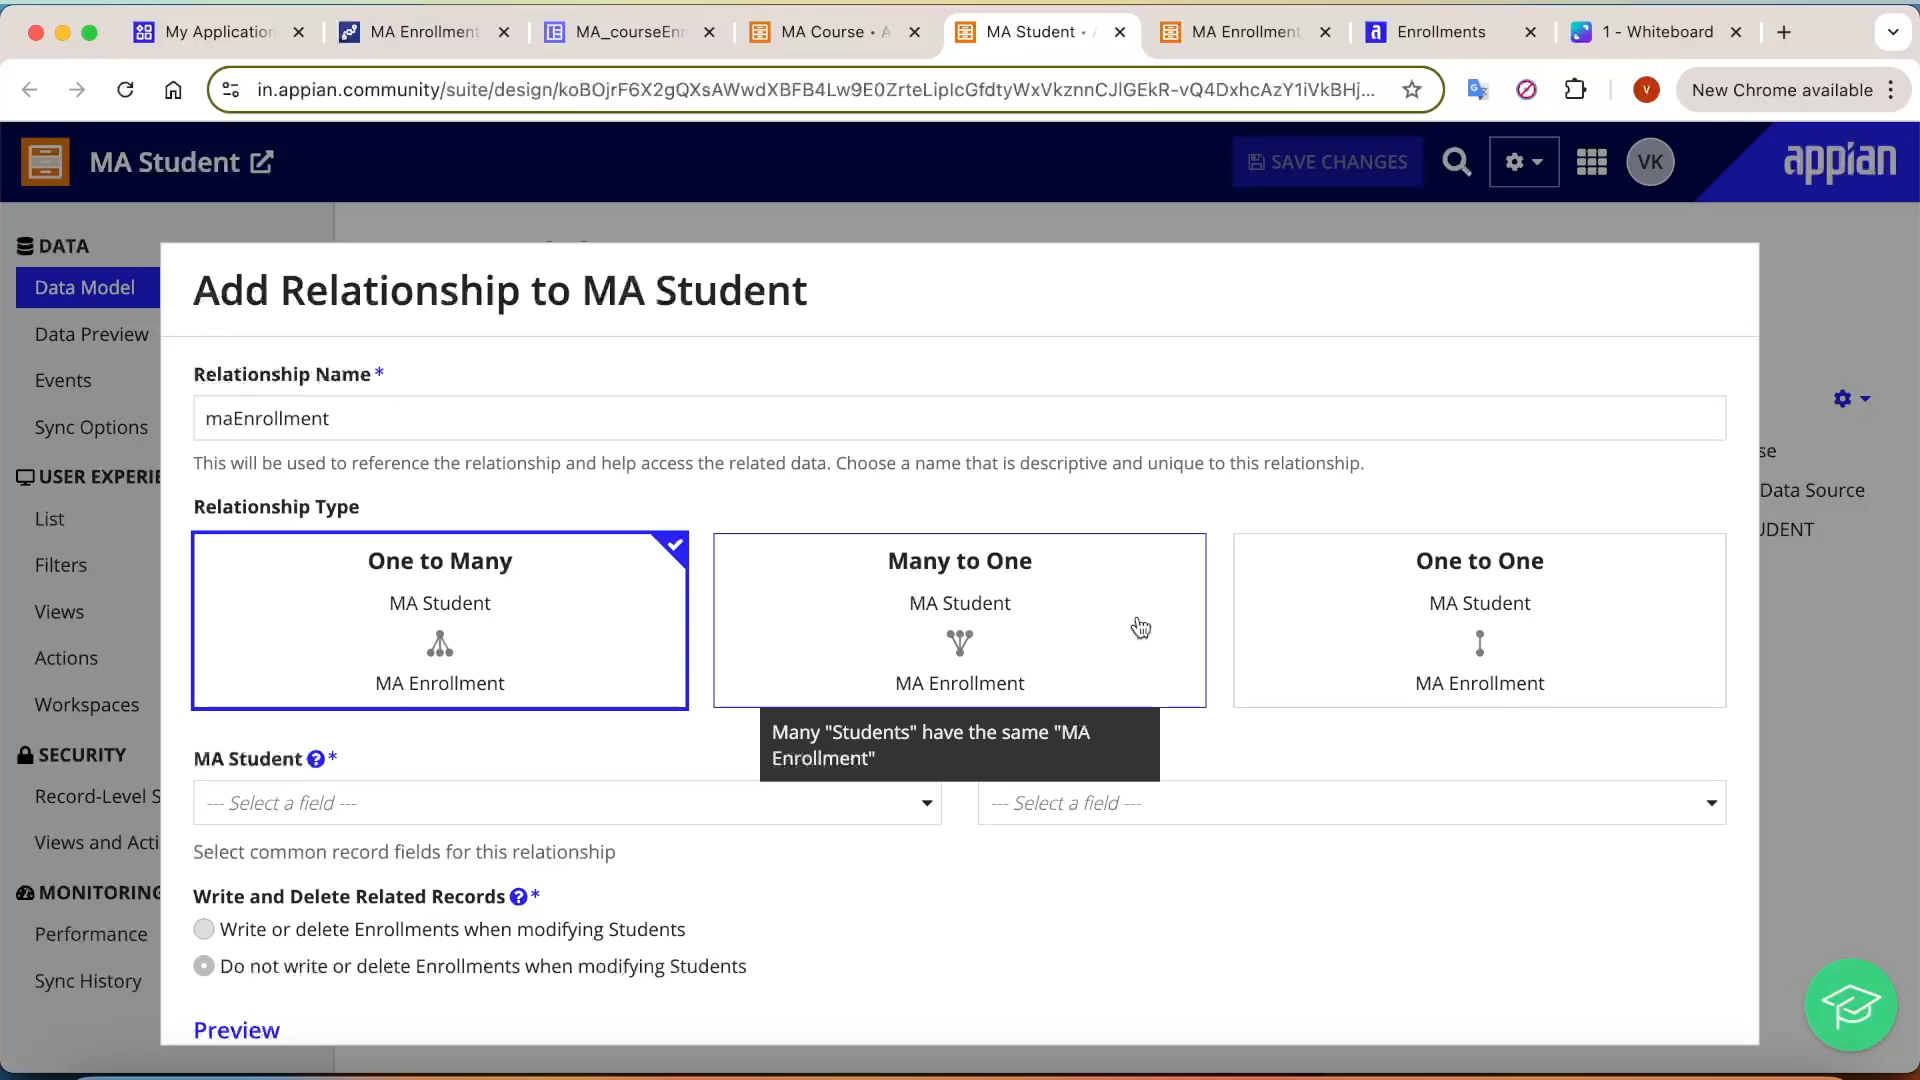 My Application
MA Enrollment
MA_courseEnr
MA Course • A
MA Student • A
MA Enrollment
Enrollments
1 - Whiteboard
in.appian.community/suite/design/koBOjrF6X2gQXsAWwdXBFB4Lw9E0ZrteLipIcGfdtyWxVkznnCJlGEkR-vQ4DxhcAzY1iVkBHj...
V
New Chrome available
MA Student
SAVE CHANGES
VK
appian
DATA
Data Model
Data Preview
Events
Sync Options
USER EXPERIE
List
Filters
Views
Actions
Workspaces
SECURITY
Record-Level S
Views and Acti
MONITORING
Performance
Sync History
Add Relationship to MA Student
Relationship Name *
maEnrollment
This will be used to reference the relationship and help access the related data. Choose a name that is descriptive and unique to this relationship.
Relationship Type
One to Many
MA Student
MA Enrollment
Many to One
MA Student
MA Enrollment
One to One
MA Student
MA Enrollment
Many "Students" have the same "MA
Enrollment"
MA Student ? *
--- Select a field ---
--- Select a field ---
Select common record fields for this relationship
Write and Delete Related Records ? *
Write or delete Enrollments when modifying Students
Do not write or delete Enrollments when modifying Students
Preview
se
Data Source
UDENT